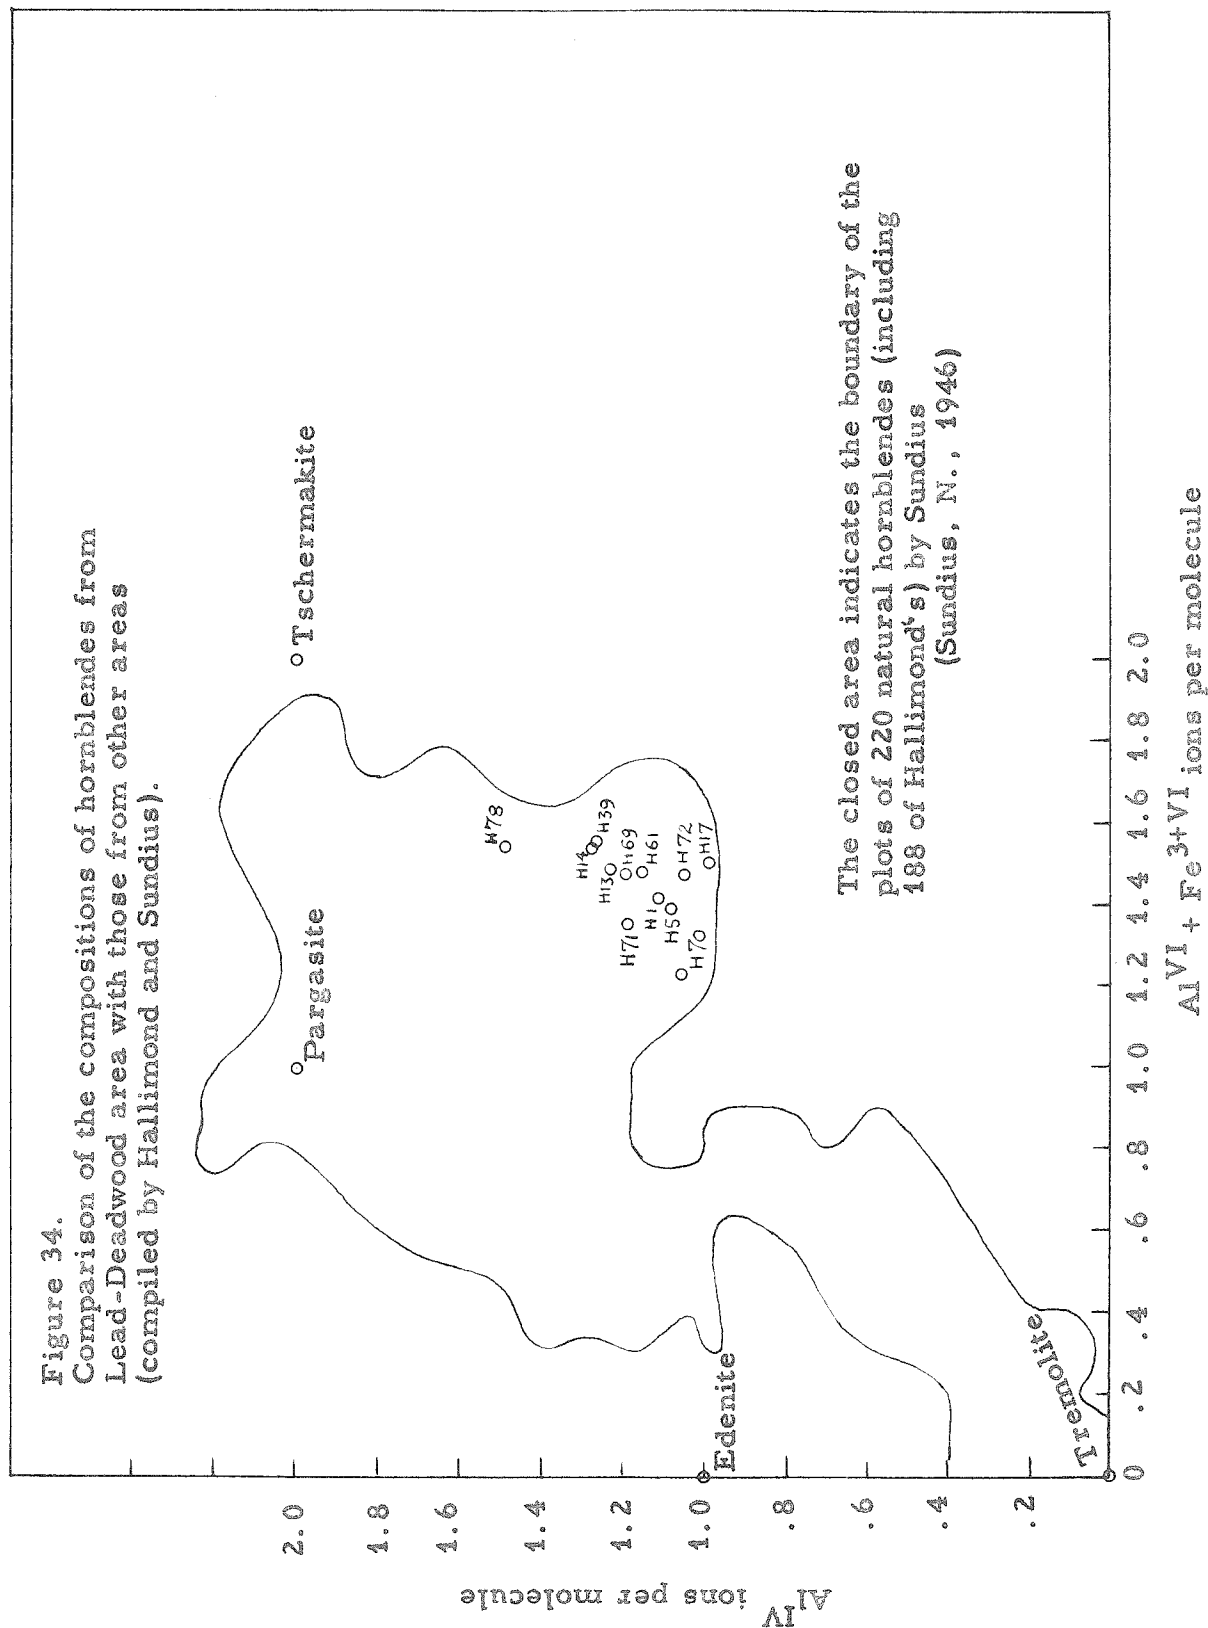 Figure 34.
Comparison of the compositions of hornblendes from
Lead-Deadwood area with those from other areas
(compiled by Hallimond and Sundius).
Al^IV ions per molecule
2.0
1.8
1.6
1.4
1.2
1.0
.8
.6
.4
.2
Pargasite
Tschermakite
H78
H14
H39
H13
H69
H61
H71
H1
H50
H72
H17
H70
Edenite
Tremolite
The closed area indicates the boundary of the
plots of 220 natural hornblendes (including
188 of Hallimond's) by Sundius
(Sundius, N., 1946)
0
.2
.4
.6
.8
1.0
1.2
1.4
1.6
1.8
2.0
Al^VI + Fe^3+VI ions per molecule